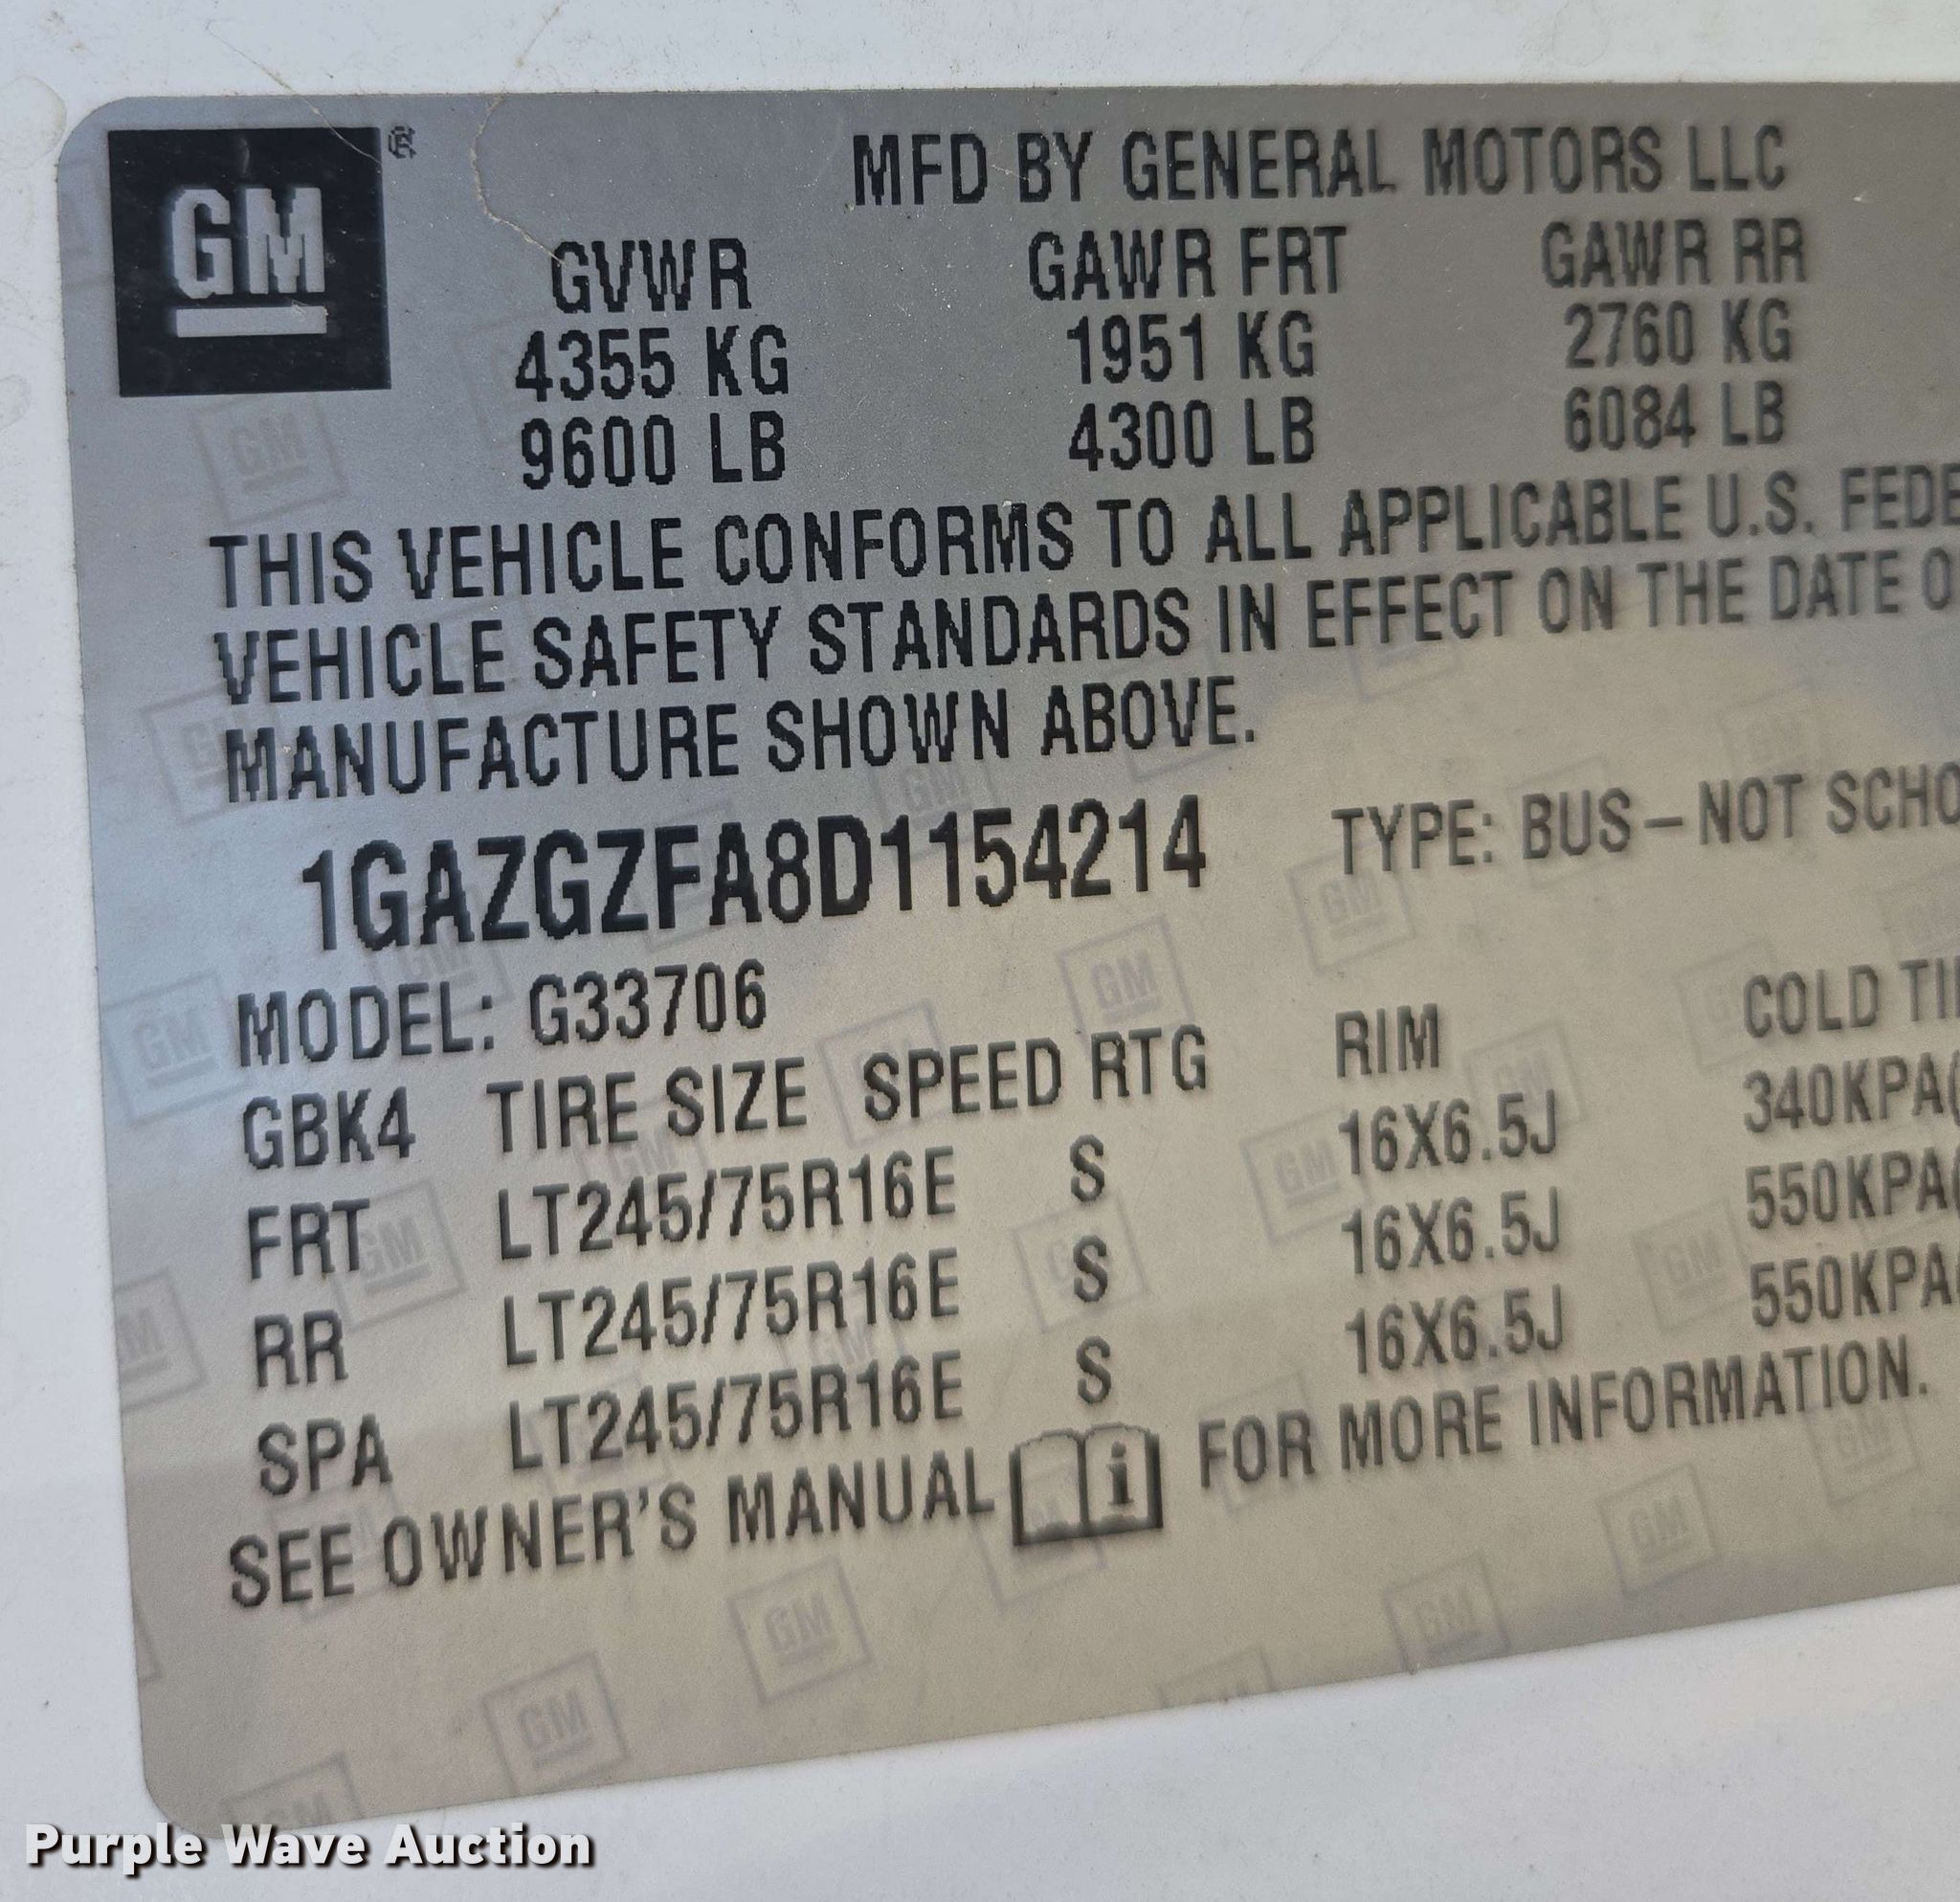 GM ®
MFD BY GENERAL MOTORS LLC
GVWR GAWR FRT GAWR RR
4355 KG 1951 KG 2760 KG
9600 LB 4300 LB 6084 LB
THIS VEHICLE CONFORMS TO ALL APPLICABLE U.S. FEDE
VEHICLE SAFETY STANDARDS IN EFFECT ON THE DATE O
MANUFACTURE SHOWN ABOVE.
1GAZGZFA8D1154214 TYPE: BUS-NOT SCHO
MODEL: G33706
GBK4 TIRE SIZE SPEED RTG RIM COLD TI
FRT LT245/75R16E S 16X6.5J 340KPA(
RR LT245/75R16E S 16X6.5J 550KPA(
SPA LT245/75R16E S 16X6.5J 550KPA(
SEE OWNER'S MANUAL i FOR MORE INFORMATION.
Purple Wave Auction